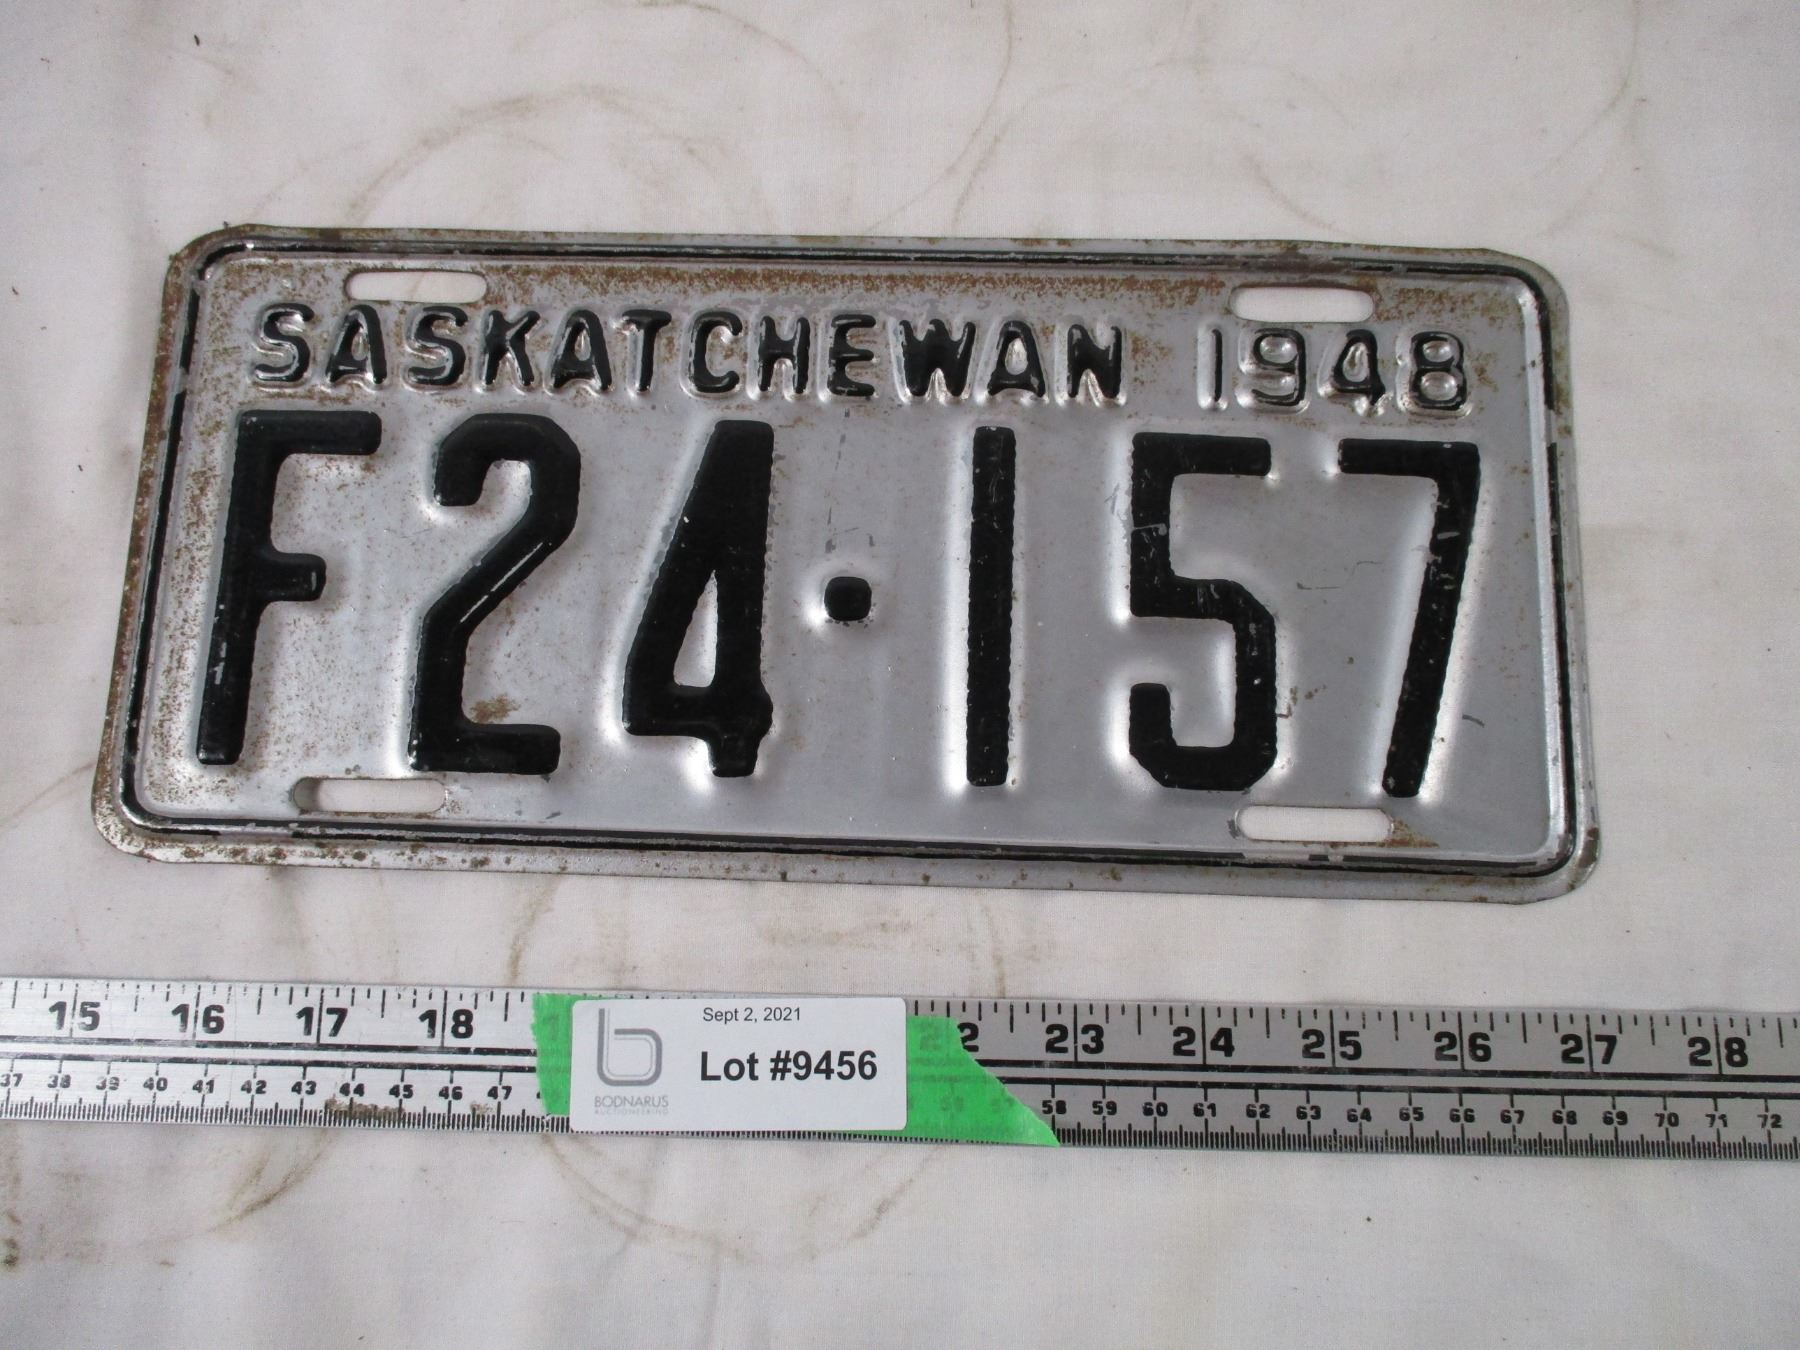 SASKATCHEWAN 1948
F24·157
15 16 17 18 22 23 24 25 26 27 28
Sept 2, 2021
Lot #9456
BODNARUS
AUCTIONEERING
37 38 39 40 41 42 43 44 45 46 47 58 59 60 61 62 63 64 65 66 67 68 69 70 71 72